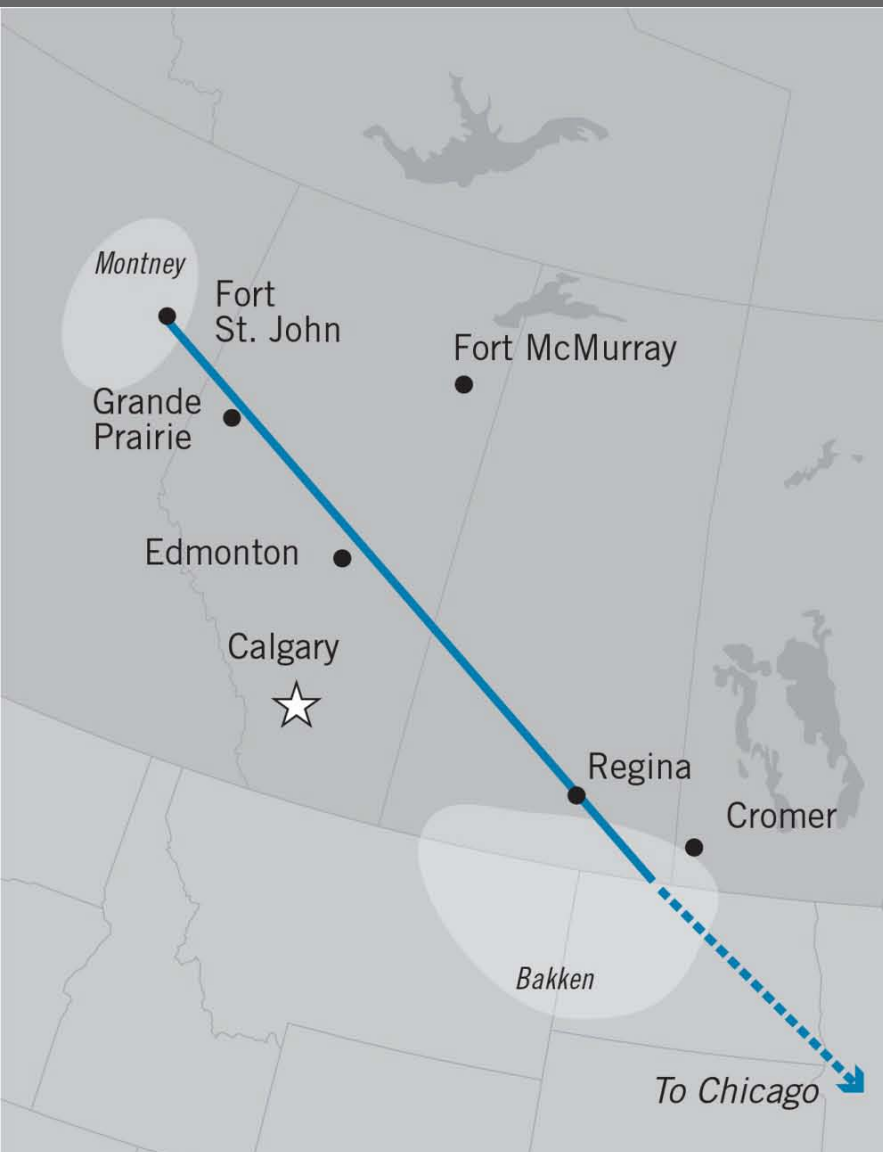 Montney
Fort
St. John
Fort McMurray
Grande
Prairie
Edmonton
Calgary
Regina
Cromer
Bakken
To Chicago